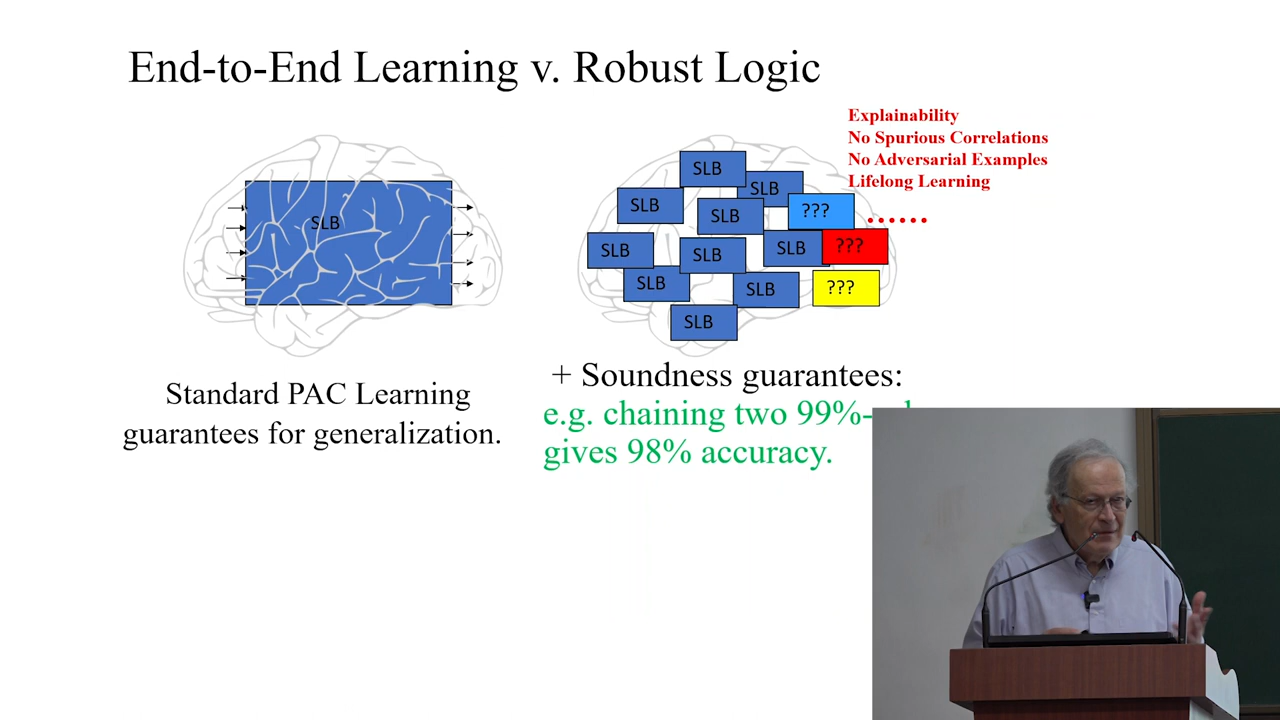 End-to-End Learning v. Robust Logic
SLB
Standard PAC Learning
guarantees for generalization.
Explainability
No Spurious Correlations
No Adversarial Examples
Lifelong Learning
......
SLB
SLB
SLB
SLB
???
SLB
SLB
SLB
???
SLB
SLB
???
SLB
+ Soundness guarantees:
e.g. chaining two 99%-
gives 98% accuracy.